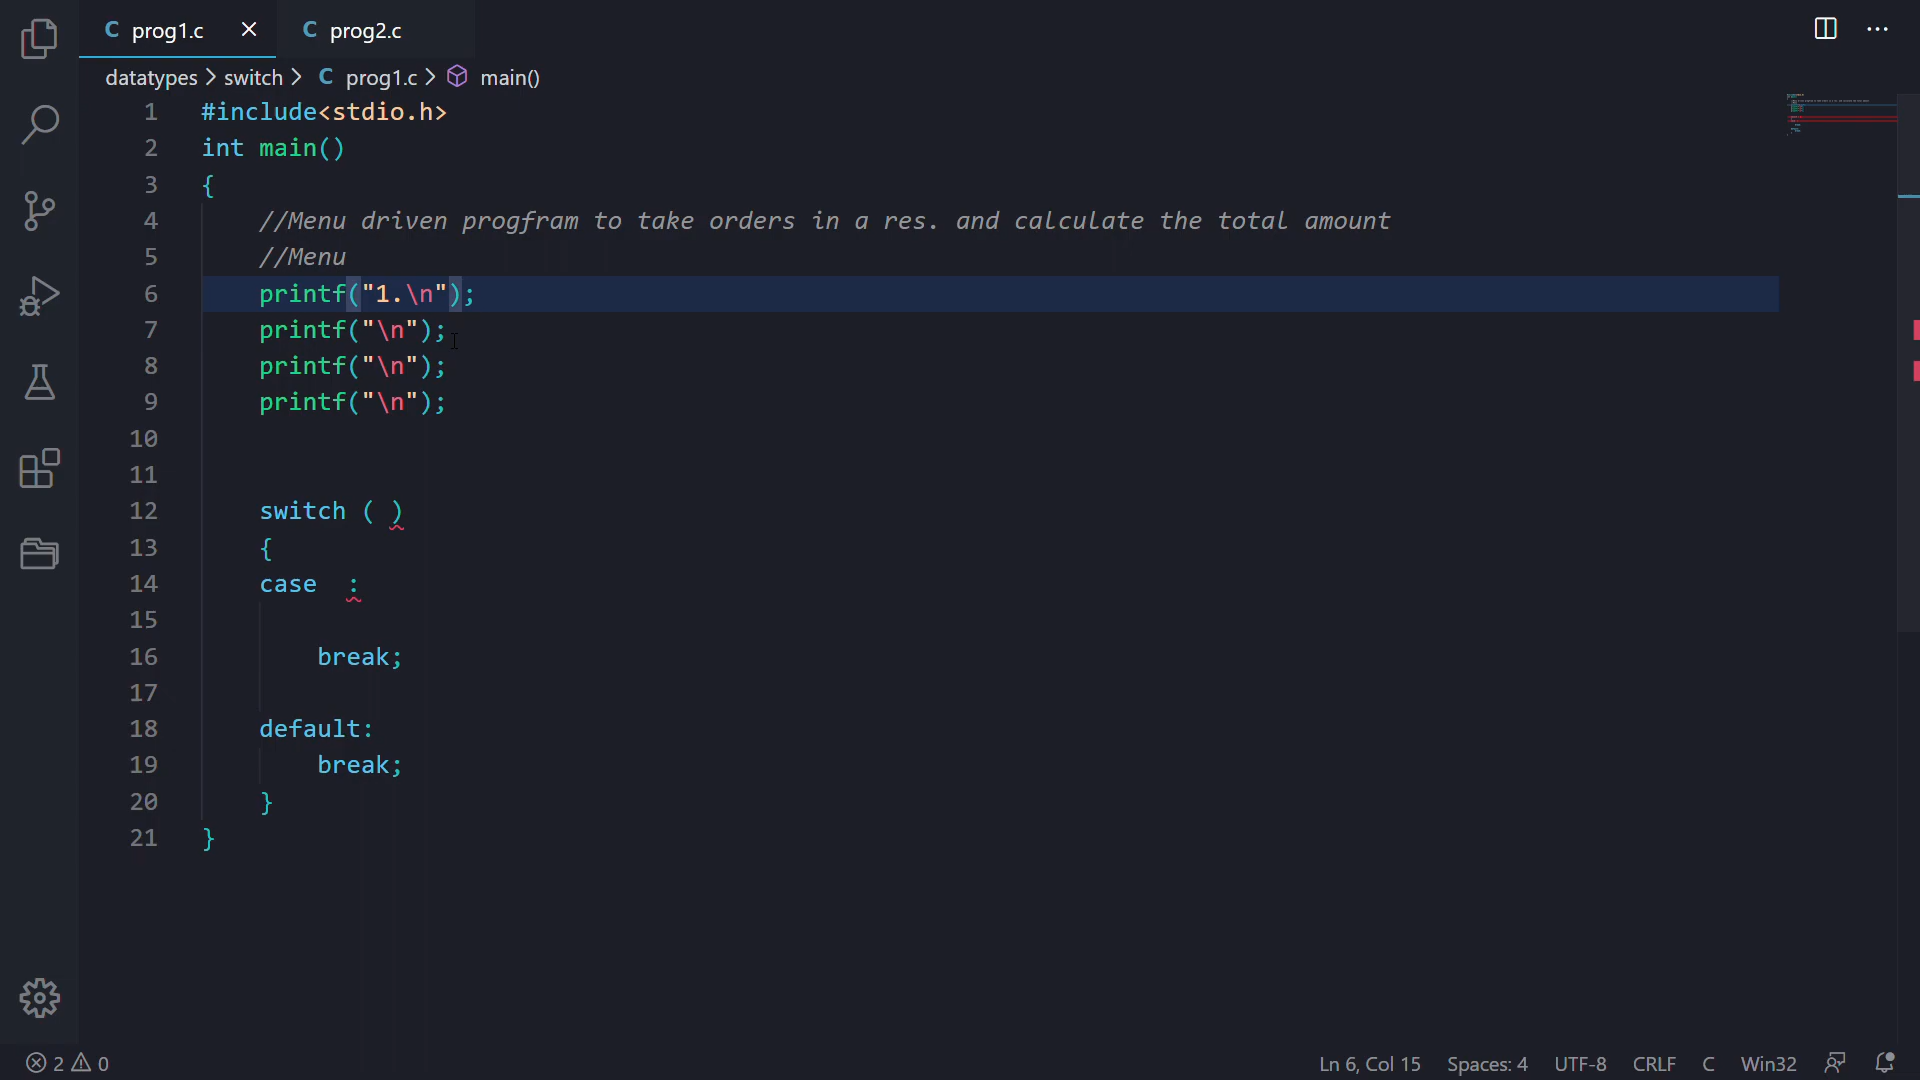 C prog1.c
C prog2.c
datatypes > switch > C prog1.c > main()
1 #include<stdio.h>
2 int main()
3 {
4 //Menu driven progfram to take orders in a res. and calculate the total amount
5 //Menu
6 printf("1.\n");
7 printf("\n");
8 printf("\n");
9 printf("\n");
10
11
12 switch ( )
13 {
14 case  :
15
16 break;
17
18 default:
19 break;
20 }
21 }
2 0
Ln 6, Col 15 Spaces: 4 UTF-8 CRLF C Win32